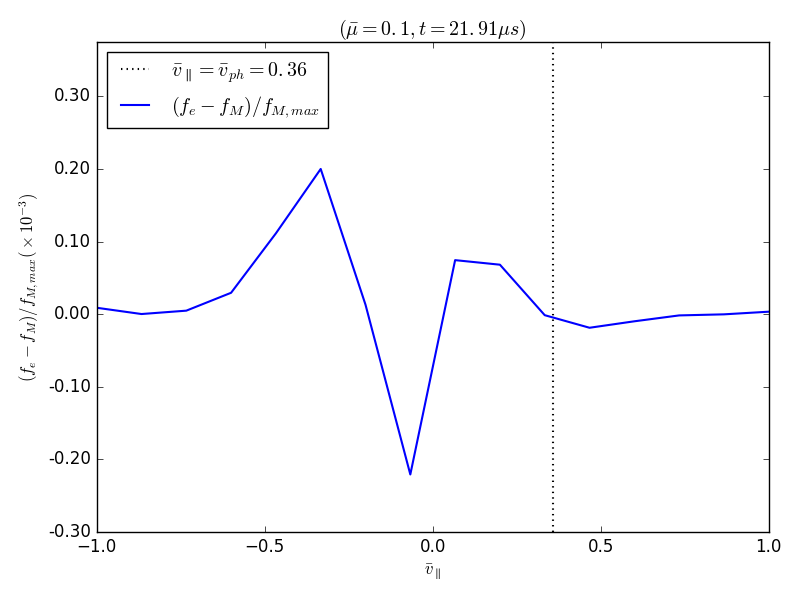 (μ̄ = 0.1, t = 21.91μs)
v̄∥ = v̄ph = 0.36
(fe − fM)/fM,max
0.30
0.20
0.10
0.00
-0.10
-0.20
-0.30
(fe − fM)/fM,max(×10⁻³)
−1.0 −0.5 0.0 0.5 1.0
v̄∥